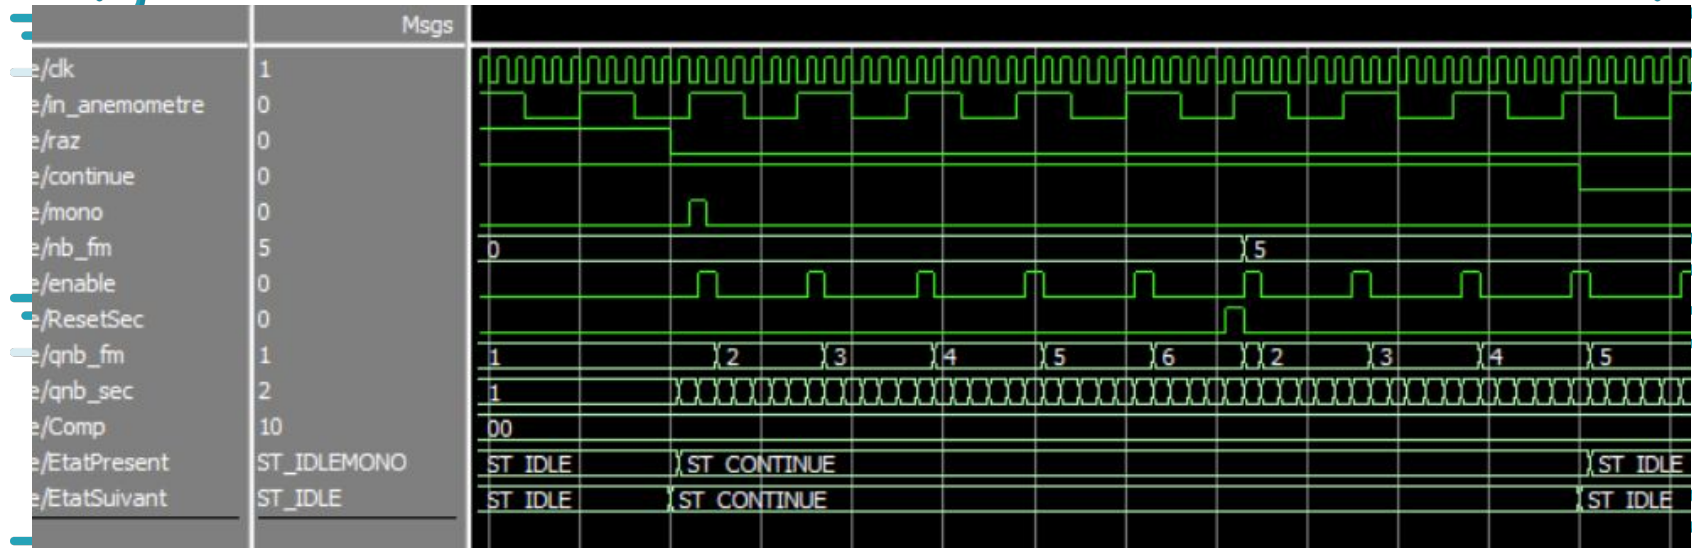 Msgs
e/clk 1
e/in_anemometre 0
e/raz 0
e/continue 0
e/mono 0
e/nb_fm 5 0 5
e/enable 0
e/ResetSec 0
e/qnb_fm 1 1 2 3 4 5 6 2 3 4 5
e/qnb_sec 2 1
e/Comp 10 00
e/EtatPresent ST_IDLEMONO ST_IDLE ST_CONTINUE ST_IDLE
e/EtatSuivant ST_IDLE ST_IDLE ST_CONTINUE ST_IDLE